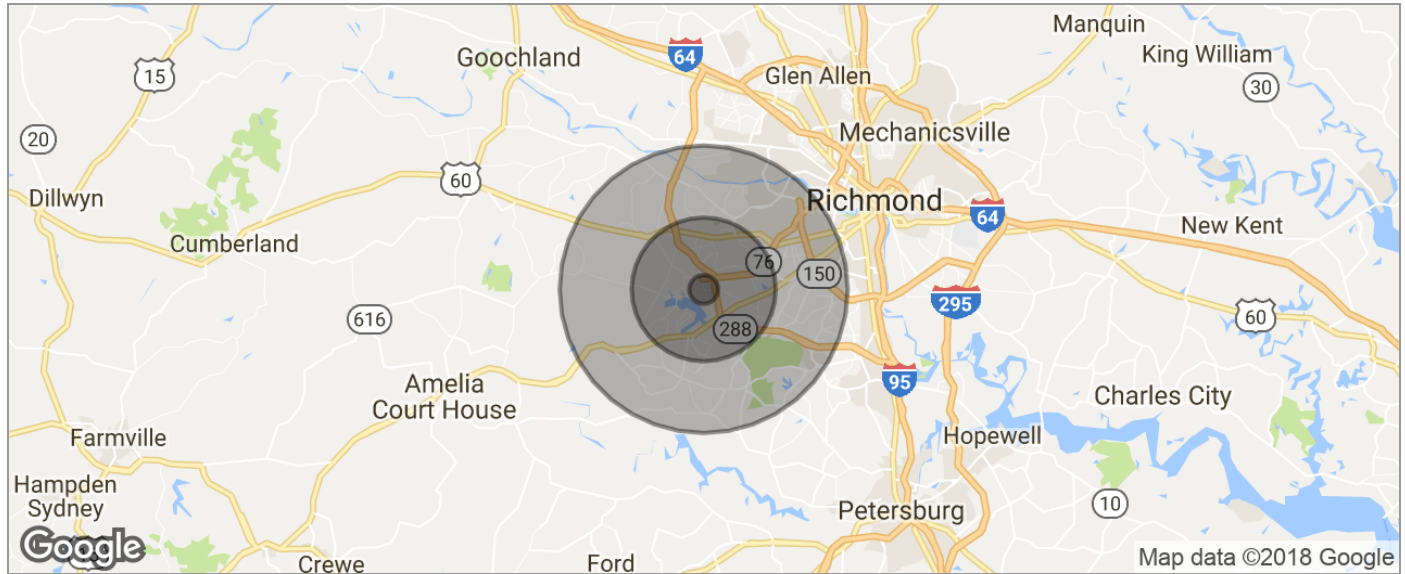 Manquin
Goochland
64
King William
15
Glen Allen
30
20
Mechanicsville
60
Dillwyn
Richmond
64
New Kent
Cumberland
76
150
295
616
288
60
Amelia
Court House
95
Charles City
Farmville
Hopewell
Hampden
Sydney
10
Petersburg
Google
Crewe
Ford
Map data ©2018 Google